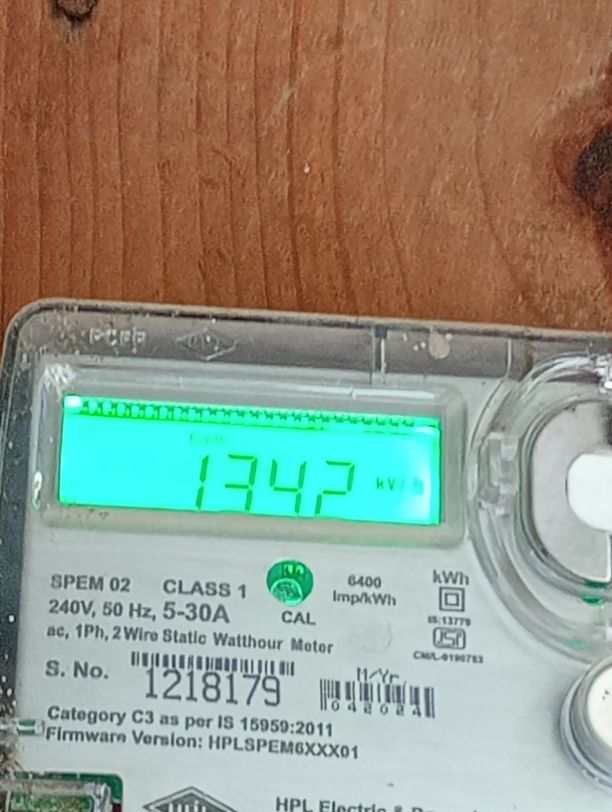 1342
SPEM 02 CLASS 1
240V, 50 Hz, 5-30A
ac, 1Ph, 2 Wire Static Watthour Meter
CAL
6400
Imp/kWh
kWh
IS:13779
S. No.
1218179
M/Yr.
042024
Category C3 as per IS 15959:2011
Firmware Version: HPLSPEM6XXX01
HPL Electric &